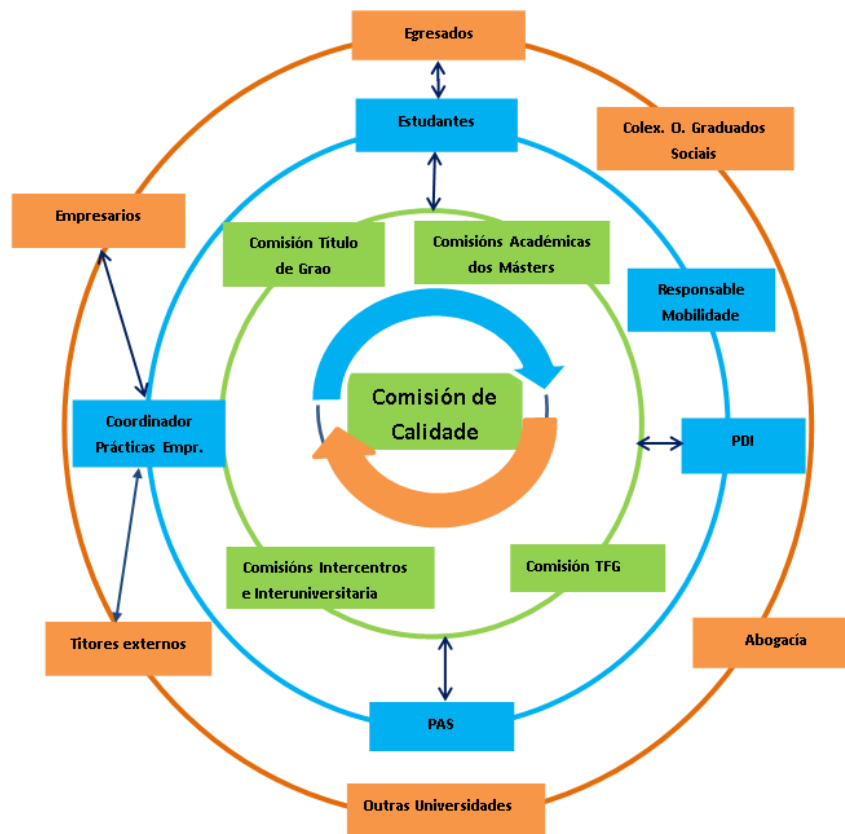 Egresados
Estudantes
Colex. O. Graduados
Sociais
Empresarios
Comisión Título
de Grao
Comisións Académicas
dos Másters
Responsable
Mobilidade
Comisión de
Calidade
Coordinador
Prácticas Empr.
PDI
Comisións Intercentros
e Interuniversitaria
Comisión TFG
Titores externos
Abogacía
PAS
Outras Universidades